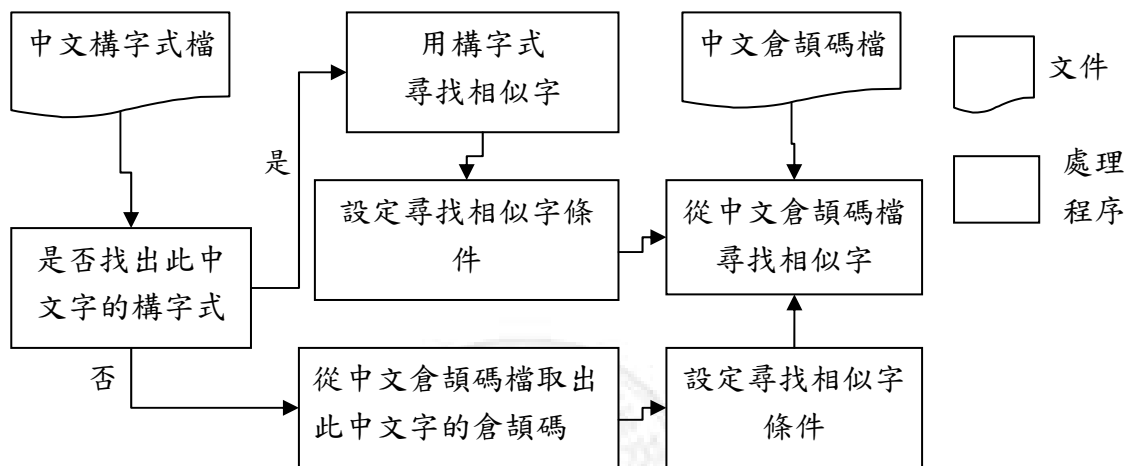 中文構字式檔
用構字式
尋找相似字
中文倉頡碼檔
文件
是
處理
程序
設定尋找相似字條
件
從中文倉頡碼檔
尋找相似字
是否找出此中
文字的構字式
否
從中文倉頡碼檔取出
此中文字的倉頡碼
設定尋找相似字
條件